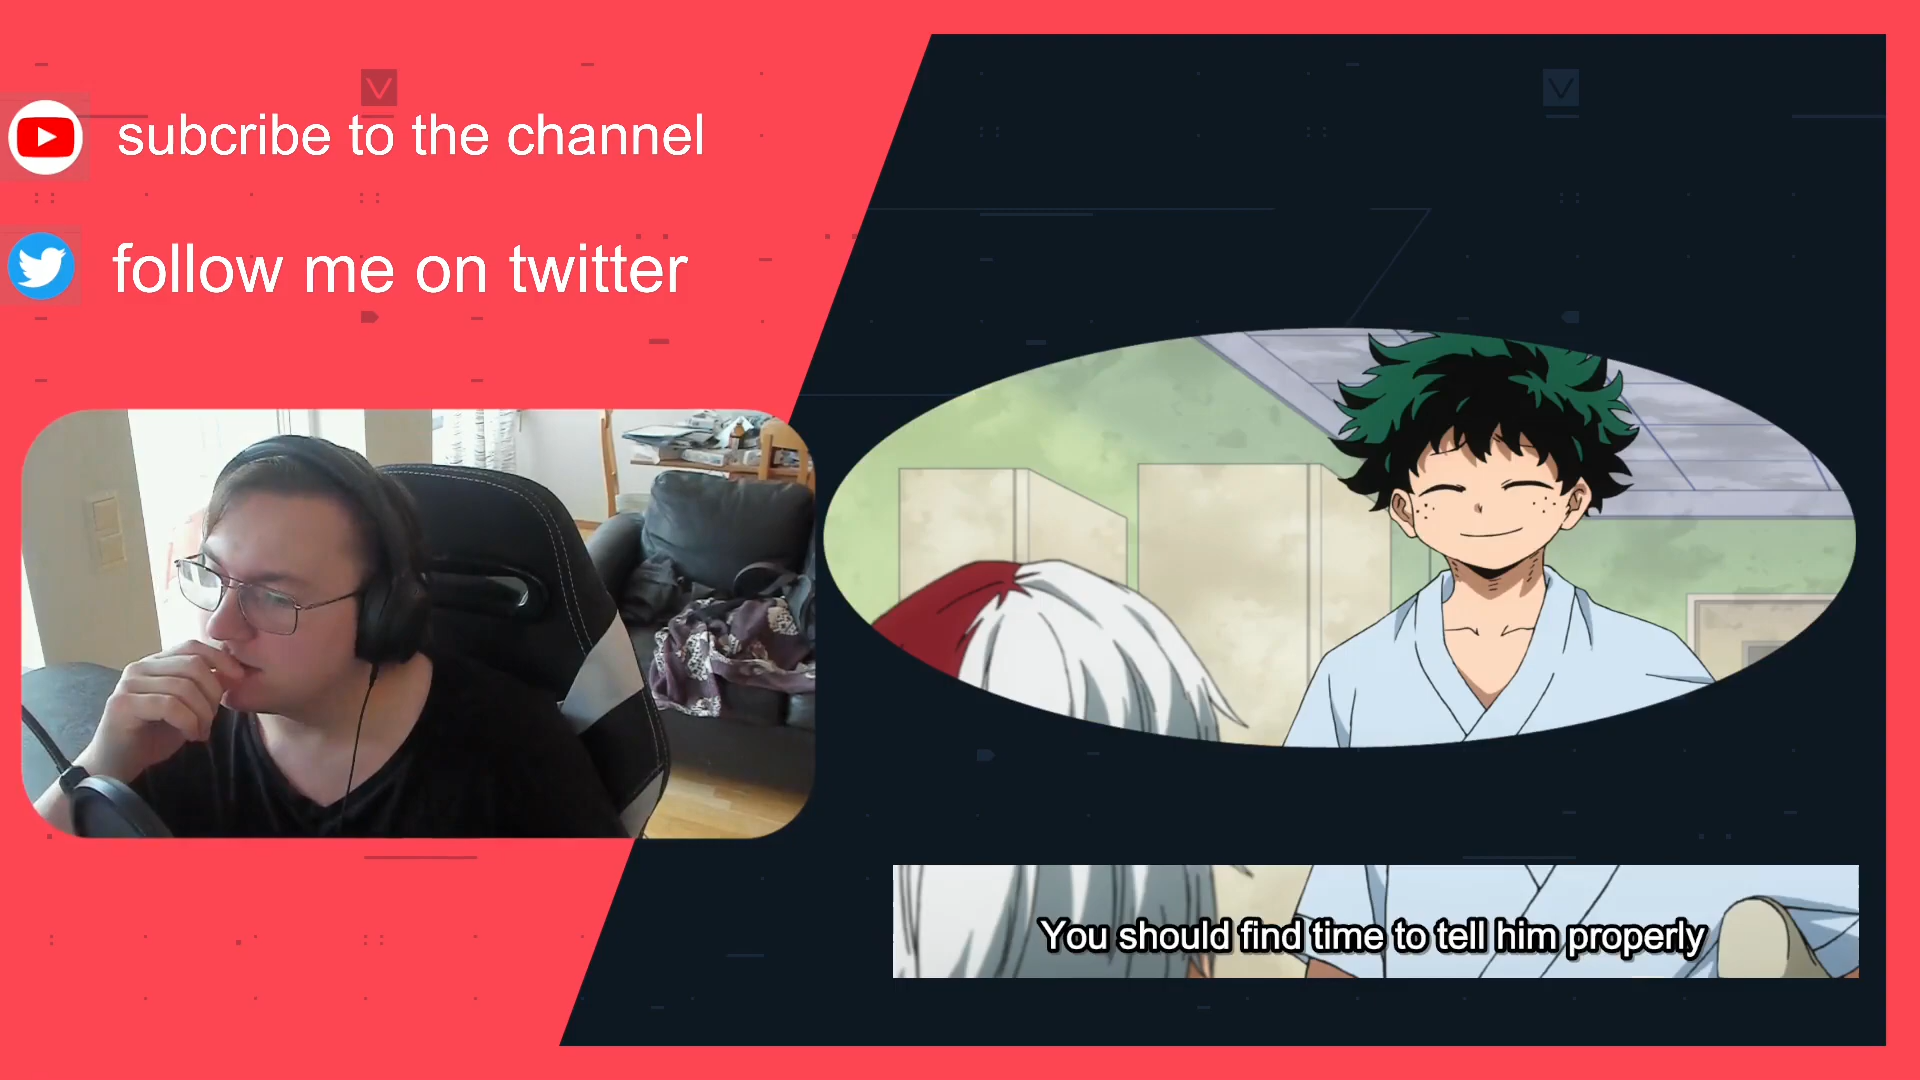 subcribe to the channel
follow me on twitter
You should find time to tell him properly